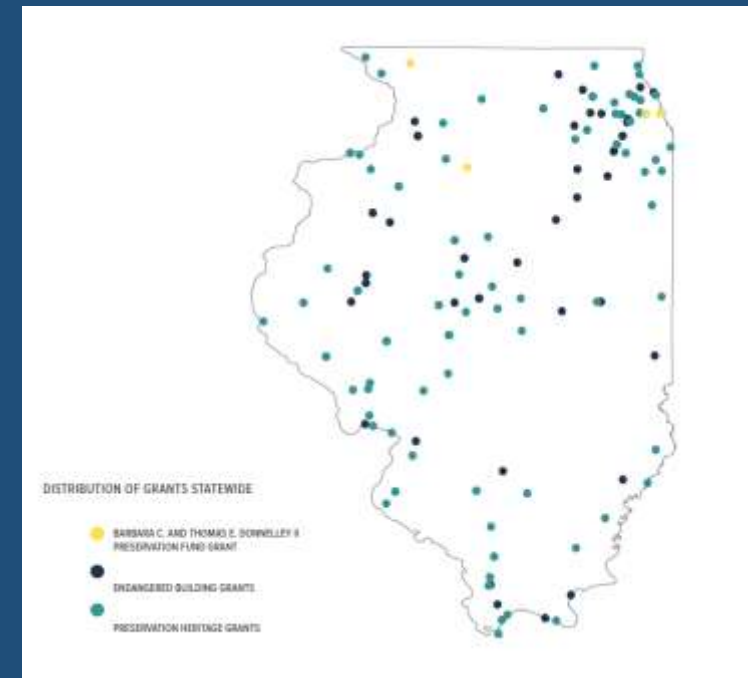 DISTRIBUTION OF GRANTS STATEWIDE
BARBARA C. AND THOMAS E. DONNELLEY II
PRESERVATION FUND GRANT
ENDANGERED BUILDING GRANTS
PRESERVATION HERITAGE GRANTS